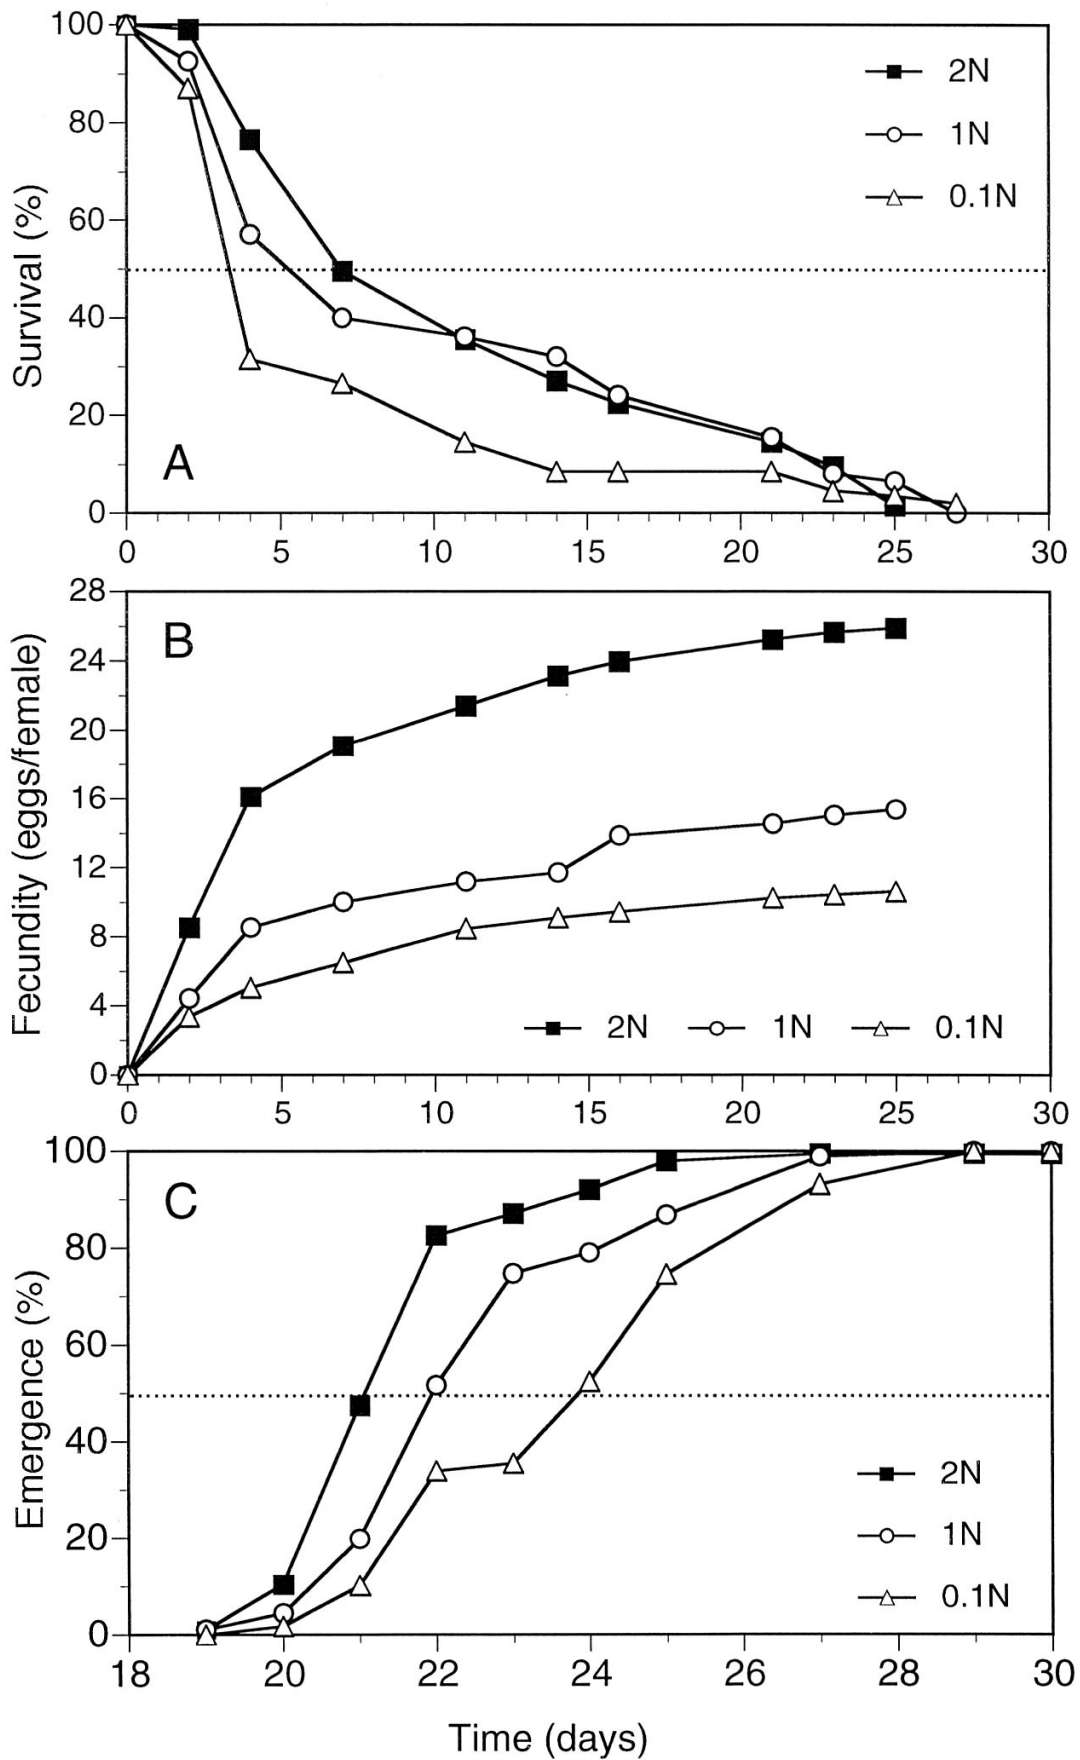 100
80
60
40
20
0
Survival (%)
A
2N
1N
0.1N
0 5 10 15 20 25 30
28
24
20
16
12
8
4
0
Fecundity (eggs/female)
B
2N 1N 0.1N
0 5 10 15 20 25 30
100
80
60
40
20
0
Emergence (%)
C
2N
1N
0.1N
18 20 22 24 26 28 30
Time (days)